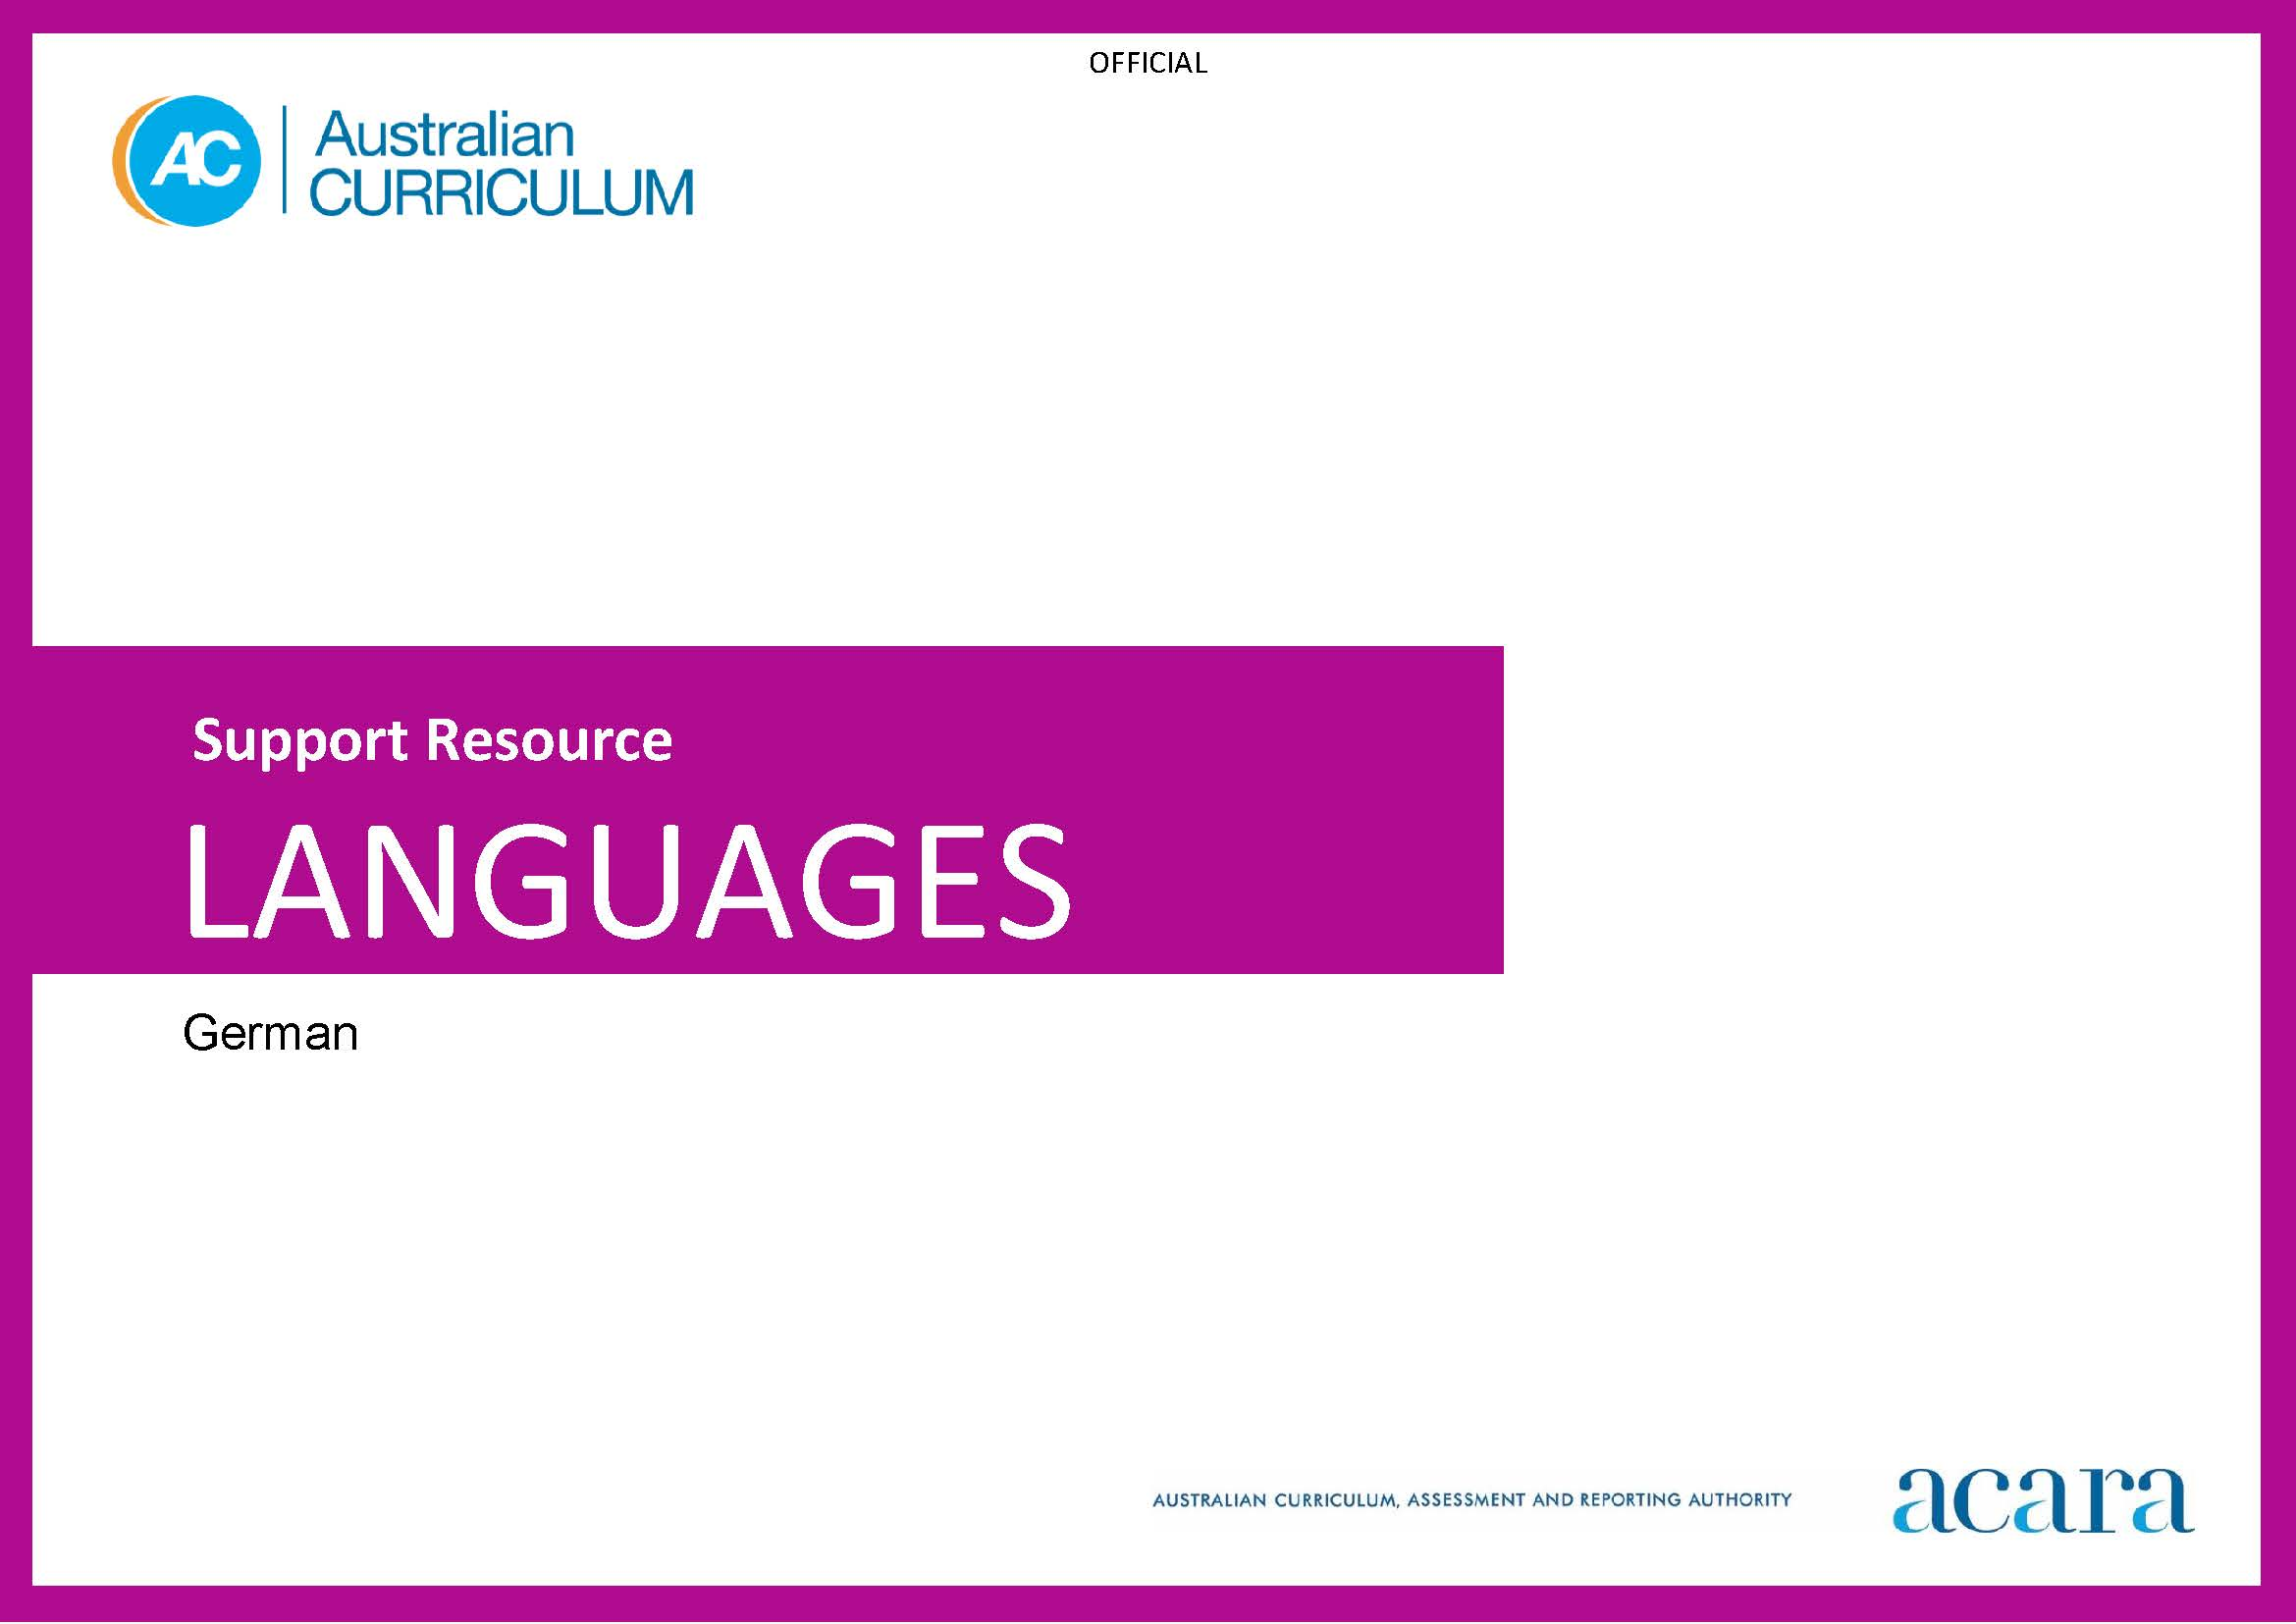 OFFICIAL
AC
Australian
CURRICULUM
Support Resource
LANGUAGES
German
AUSTRALIAN CURRICULUM, ASSESSMENT AND REPORTING AUTHORITY
acara